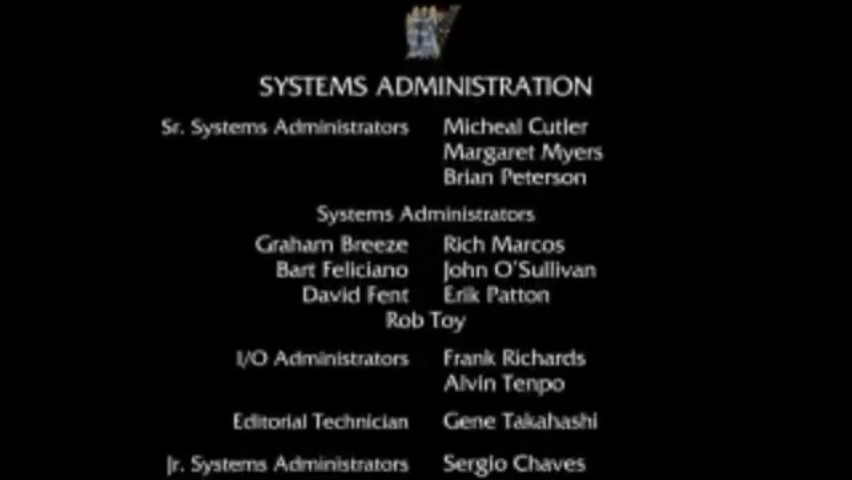 SYSTEMS ADMINISTRATION
Sr. Systems Administrators Micheal Cutler
Margaret Myers
Brian Peterson
Systems Administrators
Graham Breeze Rich Marcos
Bart Feliciano John O'Sullivan
David Fent Erik Patton
Rob Toy
I/O Administrators Frank Richards
Alvin Tenpo
Editorial Technician Gene Takahashi
Jr. Systems Administrators Sergio Chaves